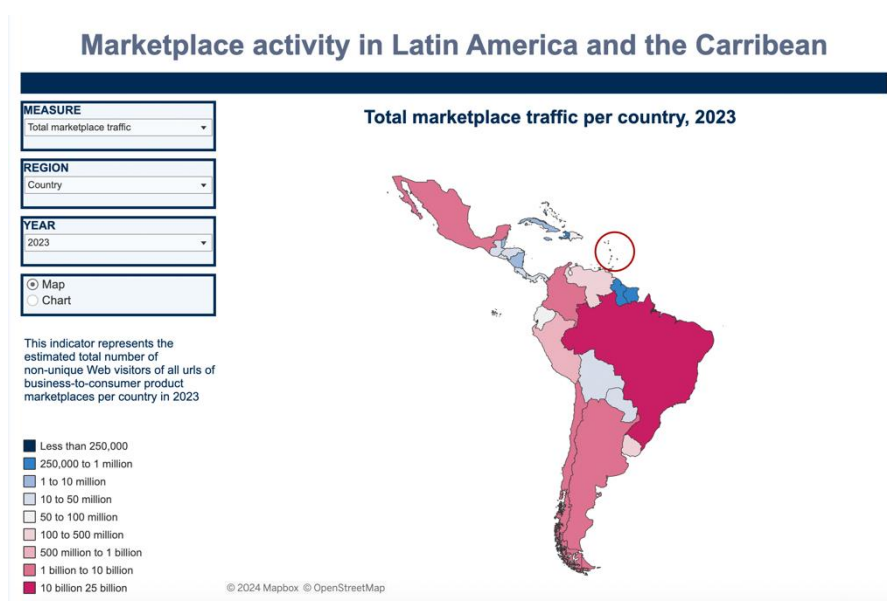 Marketplace activity in Latin America and the Carribean
MEASURE
Total marketplace traffic
REGION
Country
YEAR
2023
Map
Chart
Total marketplace traffic per country, 2023
This indicator represents the
estimated total number of
non-unique Web visitors of all urls of
business-to-consumer product
marketplaces per country in 2023
Less than 250,000
250,000 to 1 million
1 to 10 million
10 to 50 million
50 to 100 million
100 to 500 million
500 million to 1 billion
1 billion to 10 billion
10 billion 25 billion
© 2024 Mapbox © OpenStreetMap